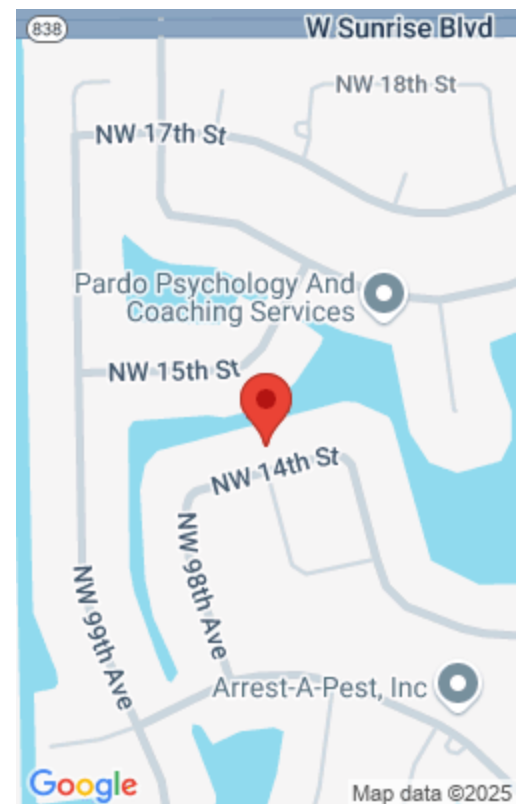 838
W Sunrise Blvd
NW 18th St
NW 17th St
Pardo Psychology And
Coaching Services
NW 15th St
NW 14th St
NW 98th Ave
NW 99th Ave
Arrest-A-Pest, Inc
Google
Map data ©2025